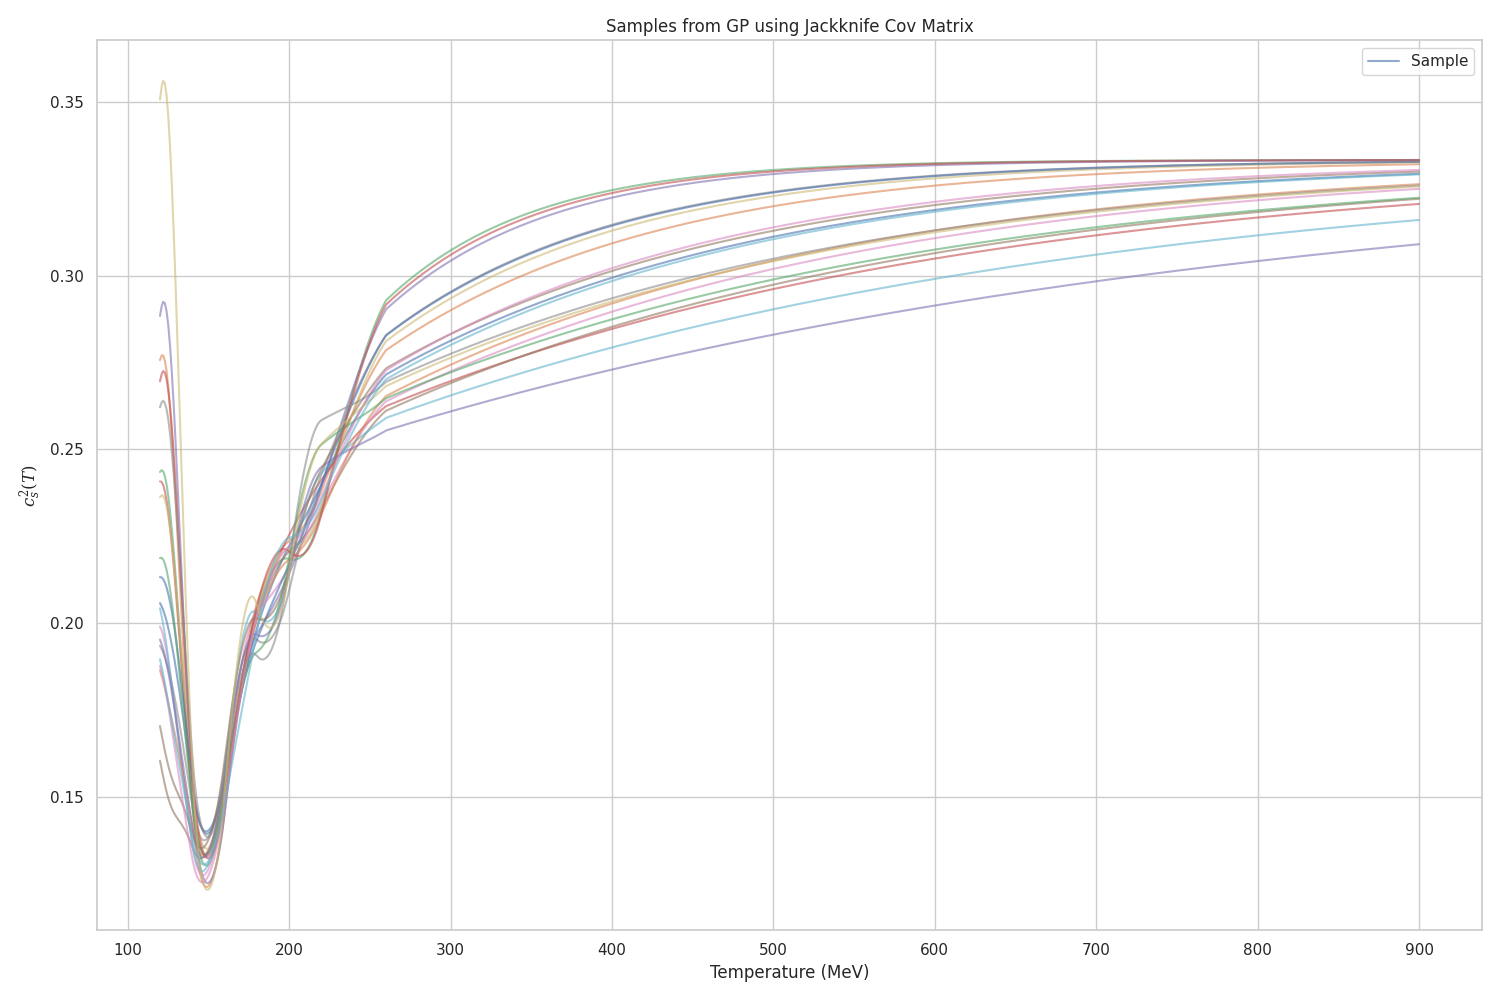 Samples from GP using Jackknife Cov Matrix
Sample
0.35
0.30
0.25
0.20
0.15
c_s^2(T)
100 200 300 400 500 600 700 800 900
Temperature (MeV)